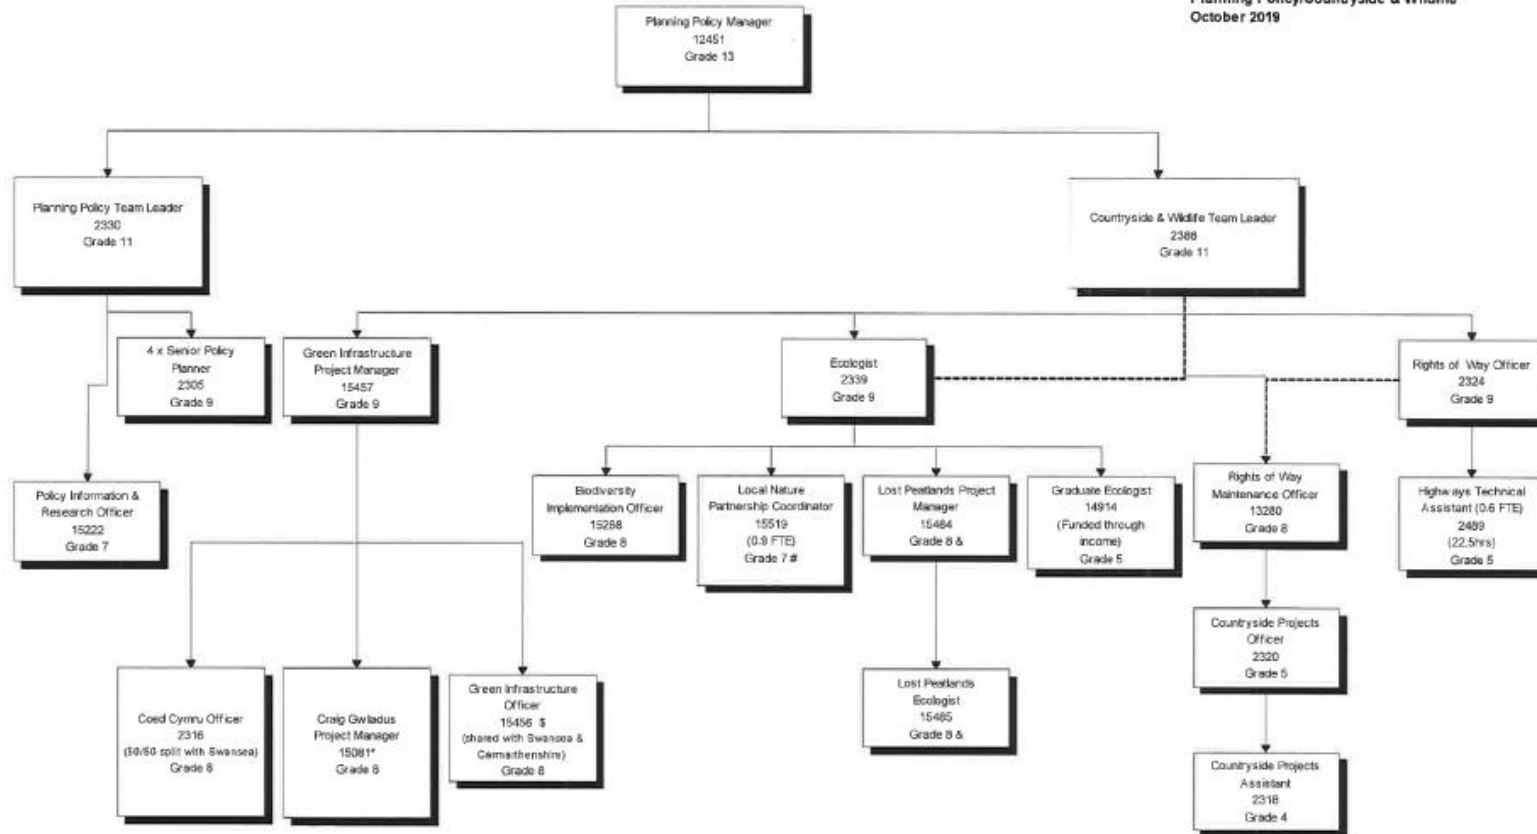 Planning Policy/Countryside & Wildlife
October 2019
Planning Policy Manager
12451
Grade 13
Planning Policy Team Leader
2330
Grade 11
Countryside & Wildlife Team Leader
2388
Grade 11
4 x Senior Policy
Planner
2305
Grade 9
Green Infrastructure
Project Manager
15457
Grade 9
Ecologist
2339
Grade 9
Rights of Way Officer
2324
Grade 9
Policy Information &
Research Officer
15222
Grade 7
Biodiversity
Implementation Officer
15268
Grade 8
Local Nature
Partnership Coordinator
15519
(0.9 FTE)
Grade 7 #
Lost Peatlands Project
Manager
15484
Grade 8 &
Graduate Ecologist
14914
(Funded through
income)
Grade 5
Rights of Way
Maintenance Officer
13280
Grade 8
Highways Technical
Assistant (0.6 FTE)
2489
(22.5hrs)
Grade 5
Coed Cymru Officer
2316
(50/50 split with Swansea)
Grade 8
Craig Gwladus
Project Manager
15081*
Grade 8
Green Infrastructure
Officer
15456 $
(shared with Swansea &
Carmarthenshire)
Grade 8
Lost Peatlands
Ecologist
15485
Grade 8 &
Countryside Projects
Officer
2320
Grade 5
Countryside Projects
Assistant
2318
Grade 4